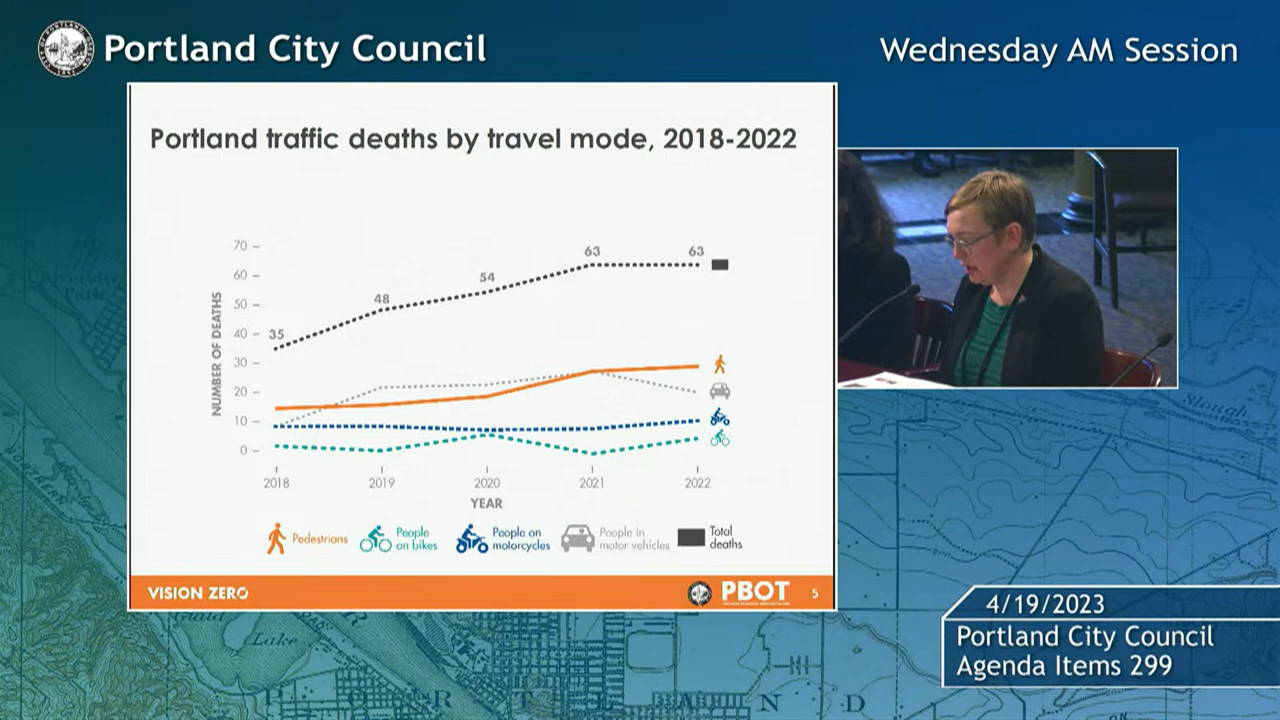 Portland City Council
Wednesday AM Session
Portland traffic deaths by travel mode, 2018-2022
NUMBER OF DEATHS
70
60
50
40
30
20
10
0
35
48
54
63
63
2018
2019
2020
2021
2022
YEAR
Pedestrians
People
on bikes
People on
motorcycles
People in
motor vehicles
Total
deaths
VISION ZERO
PBOT
5
4/19/2023
Portland City Council
Agenda Items 299
Slough
Guild
Lake
R T L A N D